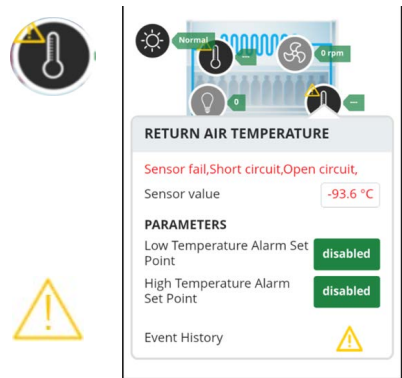 Normal
---
0 rpm
0
---
RETURN AIR TEMPERATURE
Sensor fail,Short circuit,Open circuit,
Sensor value
-93.6 °C
PARAMETERS
Low Temperature Alarm Set
Point
disabled
High Temperature Alarm
Set Point
disabled
Event History